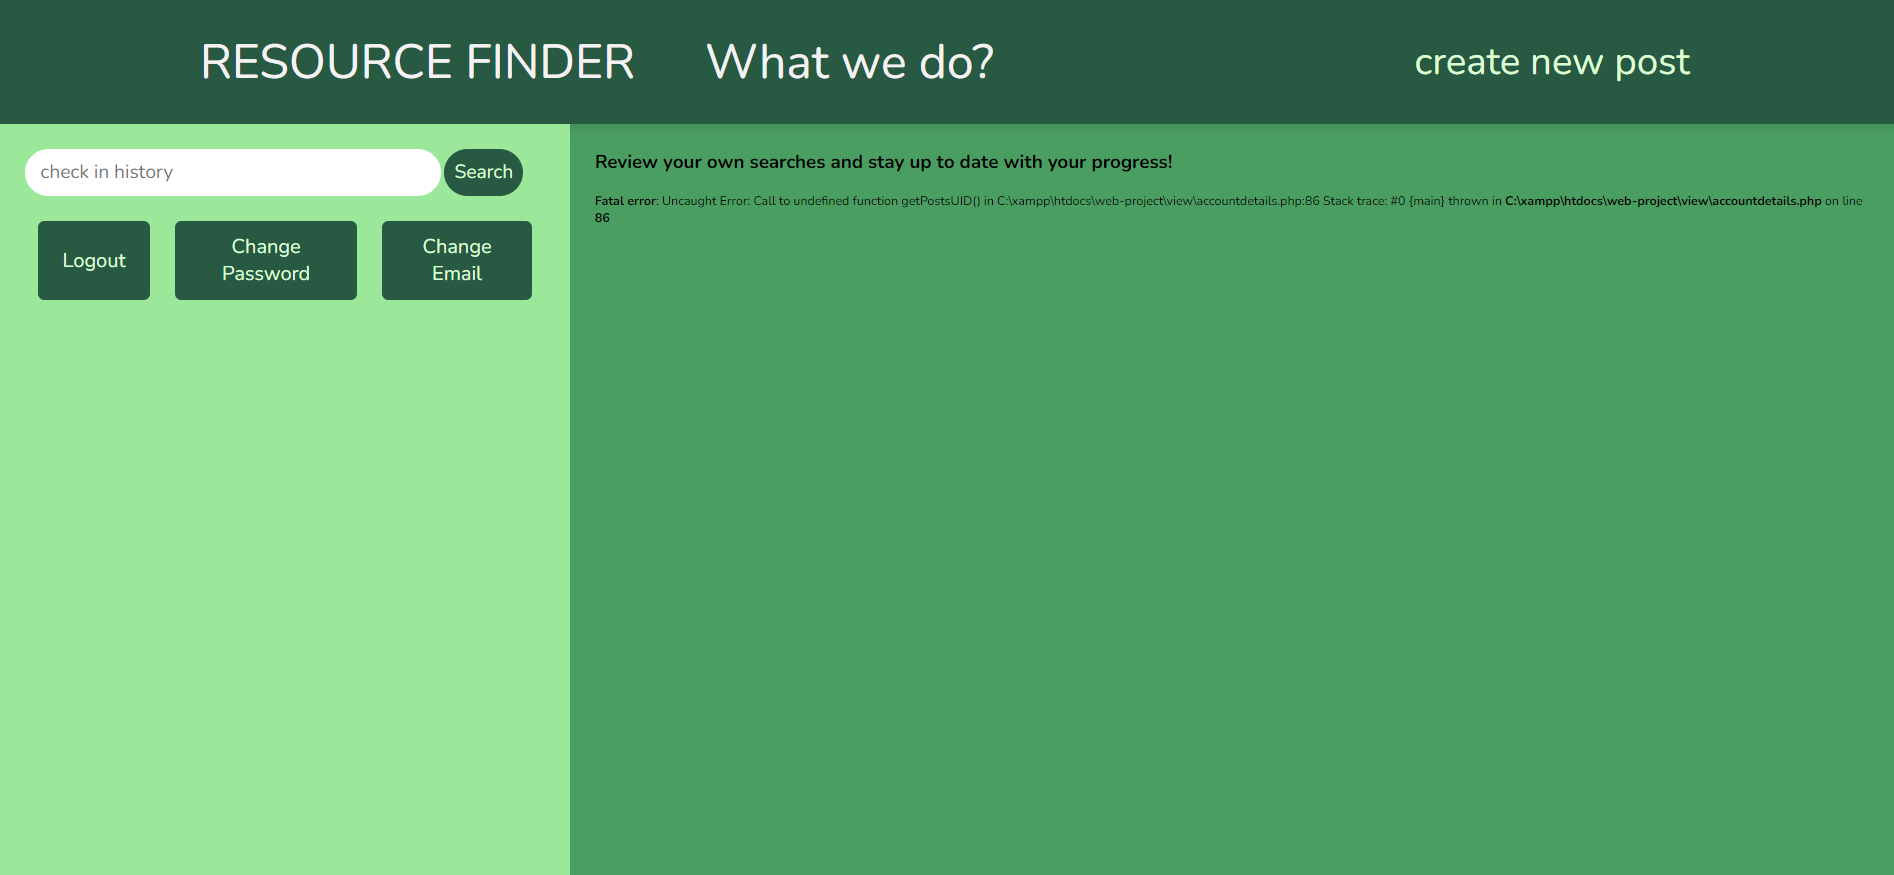 RESOURCE FINDER
What we do?
create new post
check in history
Search
Logout
Change
Password
Change
Email
Review your own searches and stay up to date with your progress!
Fatal error: Uncaught Error: Call to undefined function getPostsUID() in C:\xampp\htdocs\web-project\view\accountdetails.php:86 Stack trace: #0 {main} thrown in C:\xampp\htdocs\web-project\view\accountdetails.php on line
86